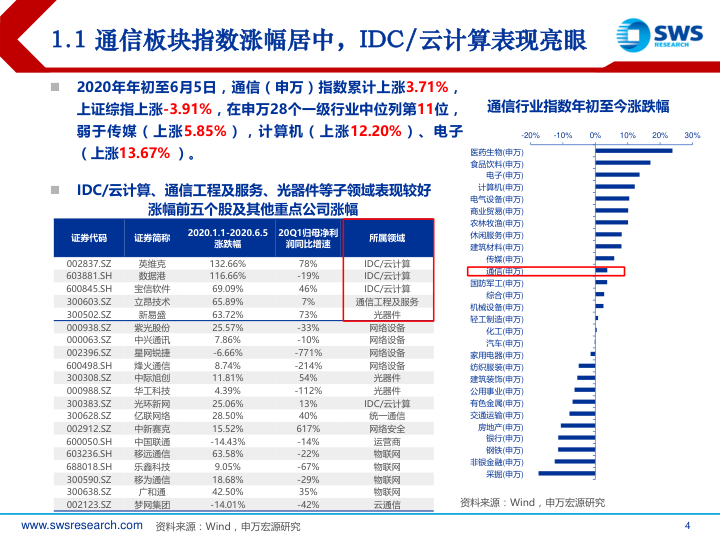 1.1 通信板块指数涨幅居中，IDC/云计算表现亮眼
SWS
RESEARCH
2020年年初至6月5日，通信（申万）指数累计上涨3.71%，
上证综指上涨-3.91%，在申万28个一级行业中位列第11位，
弱于传媒（上涨5.85%），计算机（上涨12.20%）、电子
（上涨13.67% ）。
IDC/云计算、通信工程及服务、光器件等子领域表现较好
涨幅前五个股及其他重点公司涨幅
证券代码 证券简称 2020.1.1-2020.6.5涨跌幅 20Q1归母净利润同比增速 所属领域
002837.SZ 英维克 132.66% 78% IDC/云计算
603881.SH 数据港 116.66% -19% IDC/云计算
600845.SH 宝信软件 69.09% 46% IDC/云计算
300603.SZ 立昂技术 65.89% 7% 通信工程及服务
300502.SZ 新易盛 63.72% 73% 光器件
000938.SZ 紫光股份 25.57% -33% 网络设备
000063.SZ 中兴通讯 7.86% -10% 网络设备
002396.SZ 星网锐捷 -6.66% -771% 网络设备
600498.SH 烽火通信 8.74% -214% 网络设备
300308.SZ 中际旭创 11.81% 54% 光器件
000988.SZ 华工科技 4.39% -112% 光器件
300383.SZ 光环新网 25.06% 13% IDC/云计算
300628.SZ 亿联网络 28.50% 40% 统一通信
002912.SZ 中新赛克 15.52% 617% 网络安全
600050.SH 中国联通 -14.43% -14% 运营商
603236.SH 移远通信 63.58% -22% 物联网
688018.SH 乐鑫科技 9.05% -67% 物联网
300590.SZ 移为通信 18.68% -29% 物联网
300638.SZ 广和通 42.50% 35% 物联网
002123.SZ 梦网集团 -14.01% -42% 云通信
通信行业指数年初至今涨跌幅
-20% -10% 0% 10% 20% 30%
医药生物(申万)
食品饮料(申万)
电子(申万)
计算机(申万)
电气设备(申万)
商业贸易(申万)
农林牧渔(申万)
休闲服务(申万)
建筑材料(申万)
传媒(申万)
通信(申万)
国防军工(申万)
综合(申万)
机械设备(申万)
轻工制造(申万)
化工(申万)
汽车(申万)
家用电器(申万)
纺织服装(申万)
建筑装饰(申万)
公用事业(申万)
有色金属(申万)
交通运输(申万)
房地产(申万)
银行(申万)
钢铁(申万)
非银金融(申万)
采掘(申万)
资料来源：Wind，申万宏源研究
www.swsresearch.com 资料来源：Wind，申万宏源研究 4